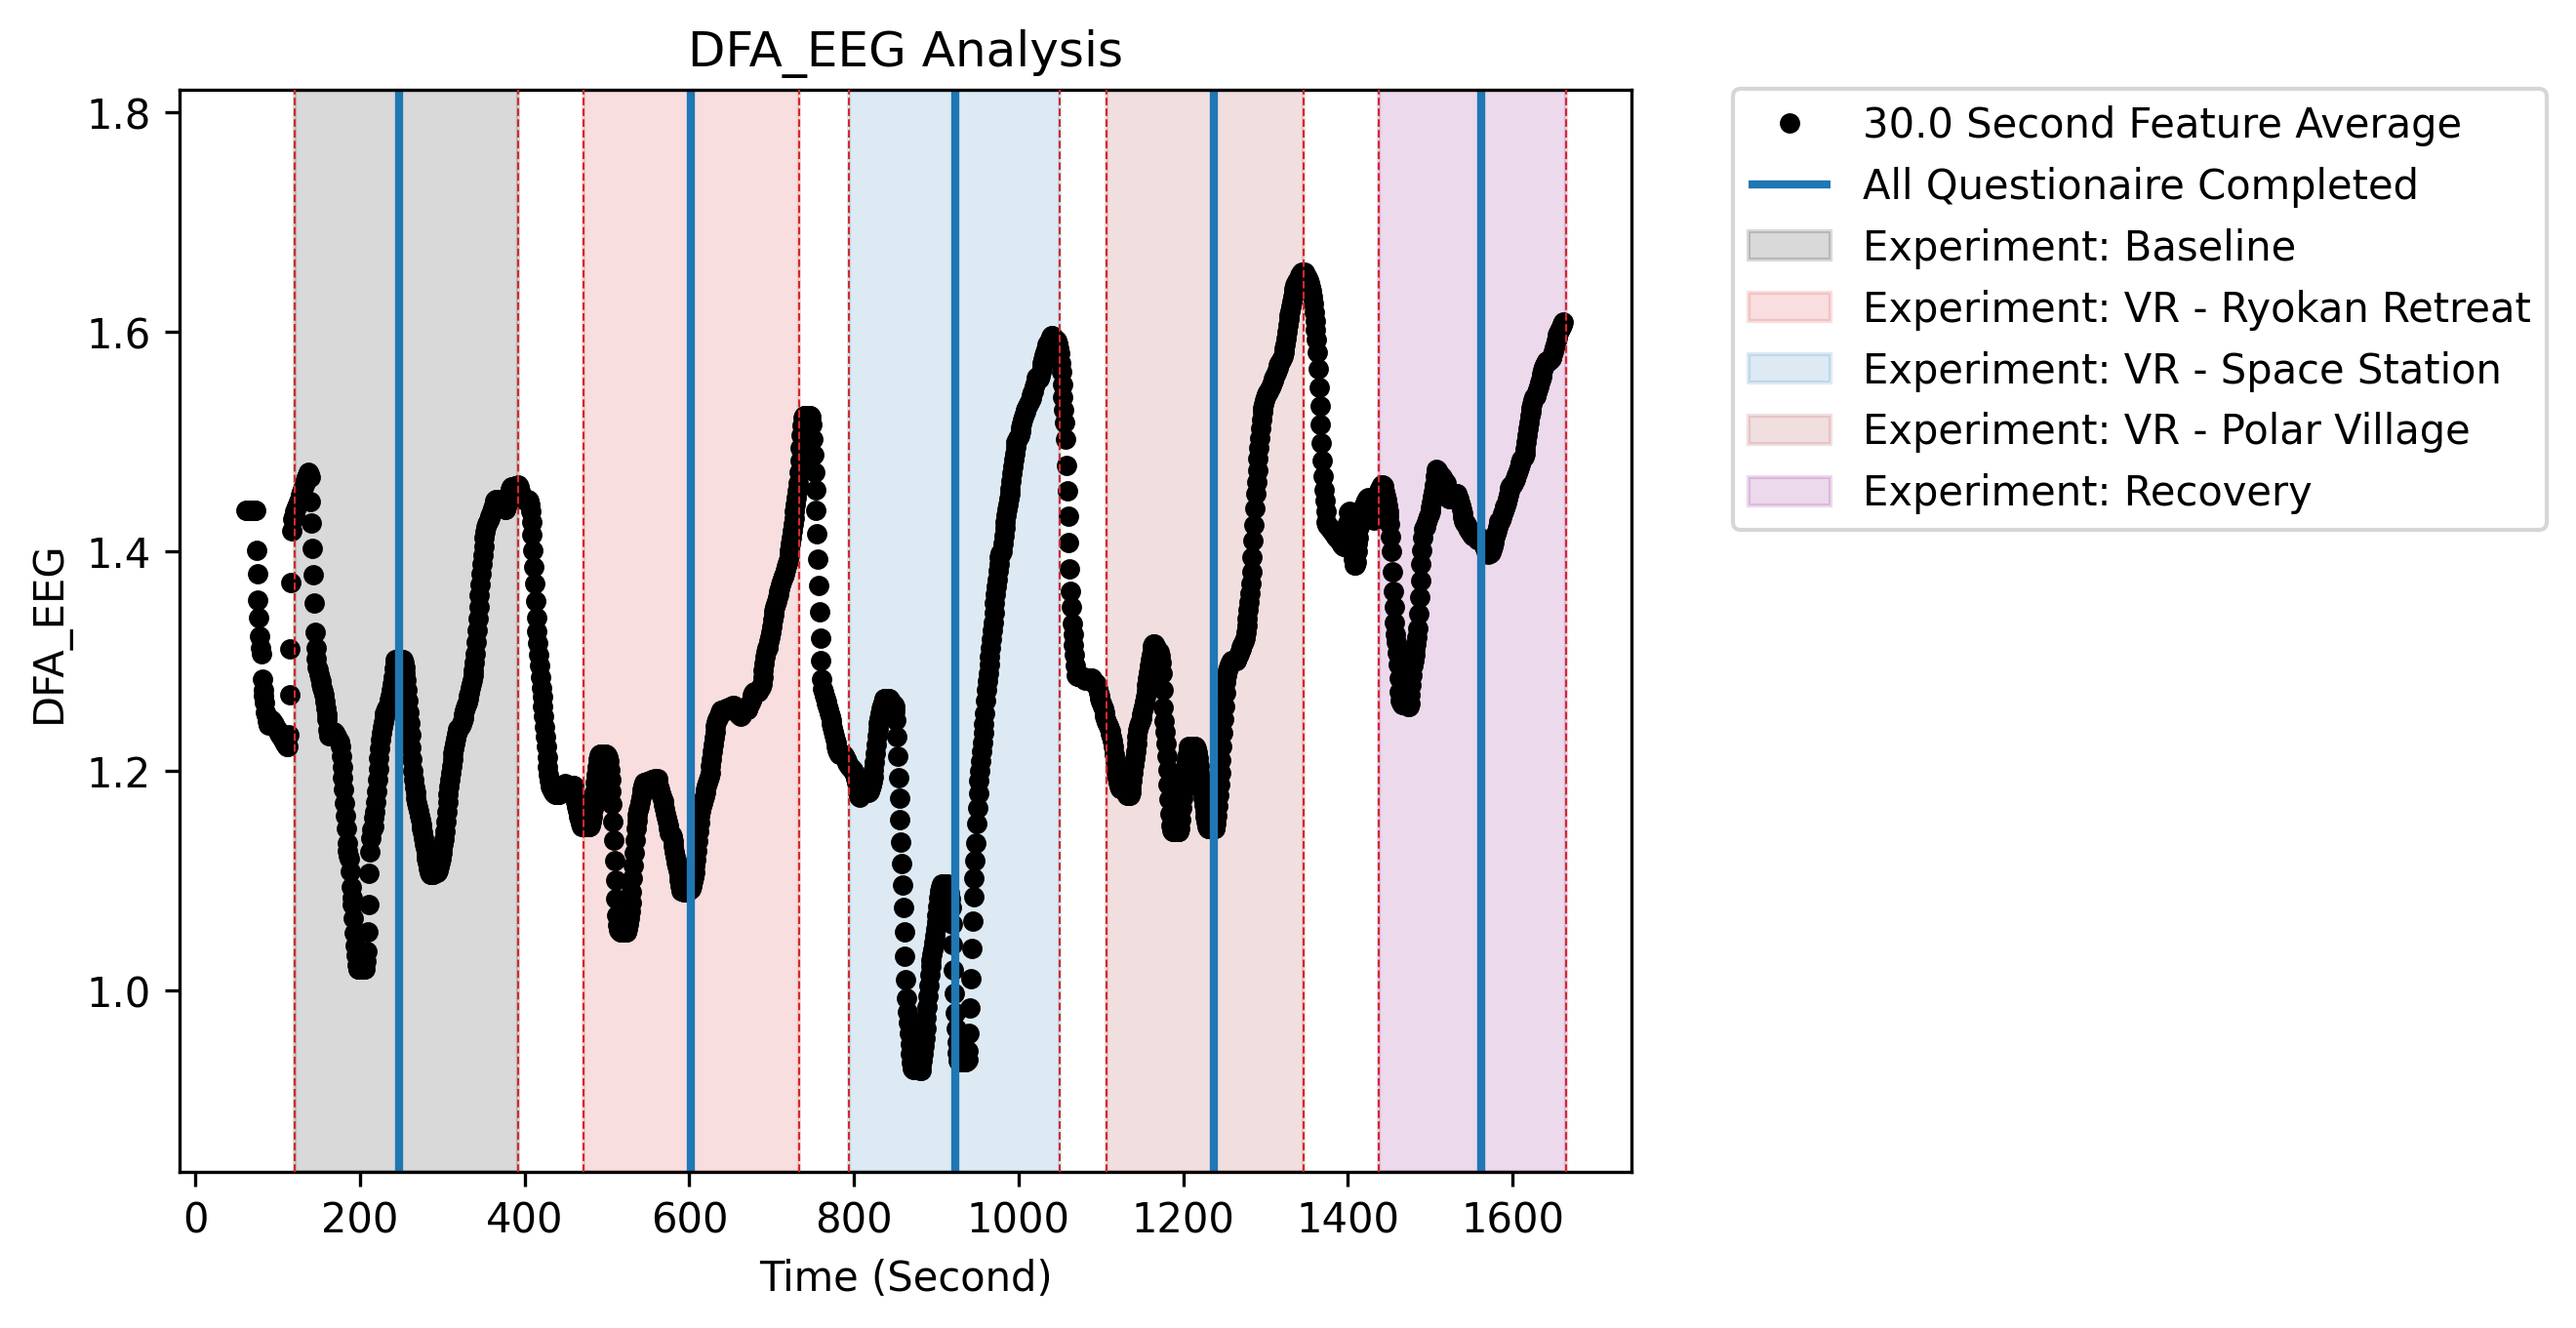 DFA_EEG Analysis
1.8
1.6
1.4
1.2
1.0
DFA_EEG
0 200 400 600 800 1000 1200 1400 1600
Time (Second)
30.0 Second Feature Average
All Questionaire Completed
Experiment: Baseline
Experiment: VR - Ryokan Retreat
Experiment: VR - Space Station
Experiment: VR - Polar Village
Experiment: Recovery